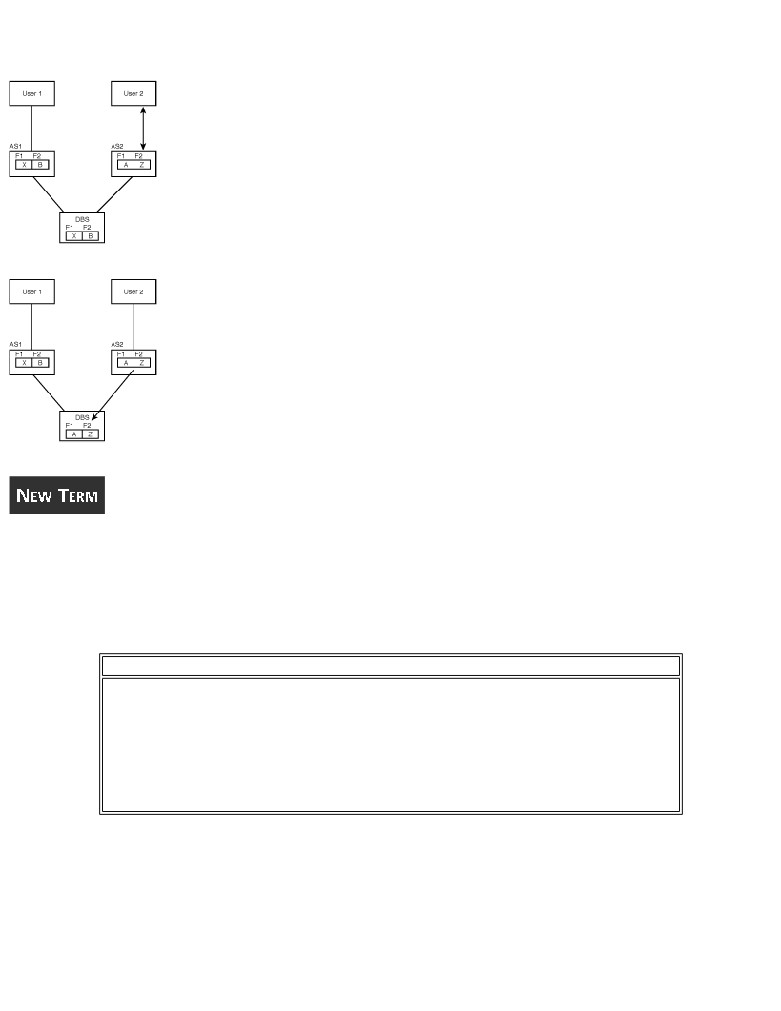 User 1 User 2
AS1 AS2
F1 F2 F1 F2
X B A Z
DBS
F1 F2
X B
User 1 User 2
AS1 AS2
F1 F2 F1 F2
X B A Z
DBS
F1 F2
A Z
NEW TERM